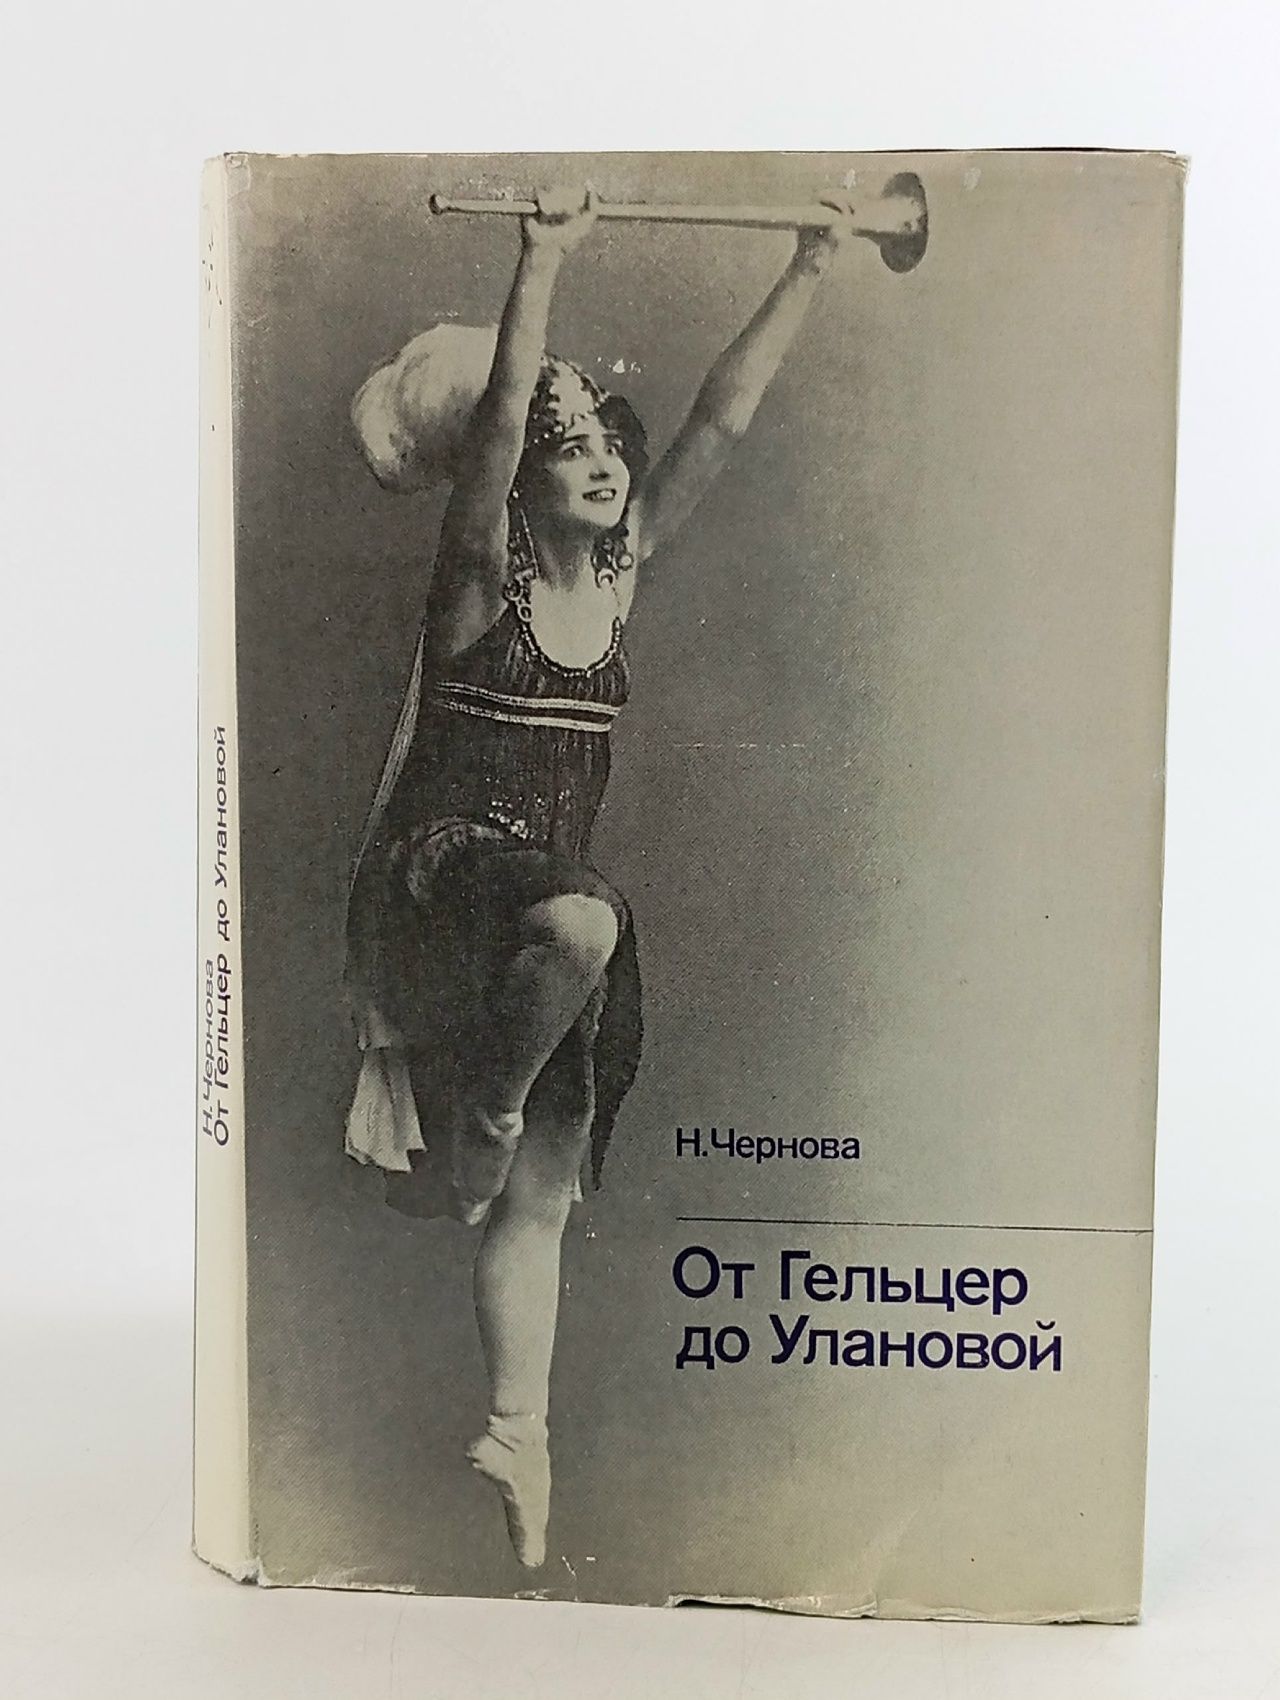 Н.Чернова
От Гельцер до Улановой
Н.Чернова
От Гельцер
до Улановой